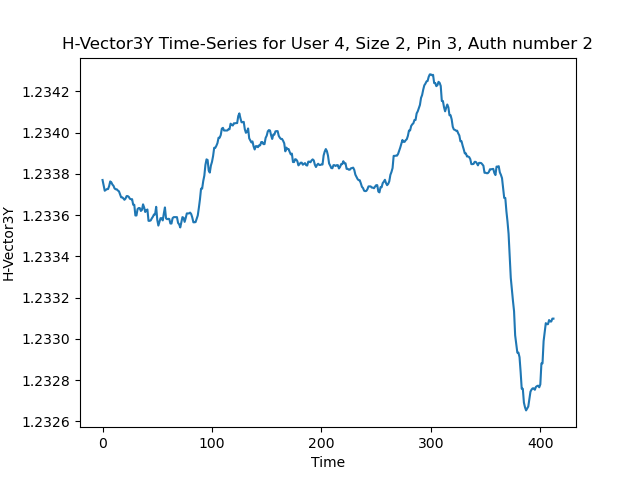 H-Vector3Y Time-Series for User 4, Size 2, Pin 3, Auth number 2
1.2342
1.2340
1.2338
1.2336
1.2334
1.2332
1.2330
1.2328
1.2326
H-Vector3Y
0 100 200 300 400
Time